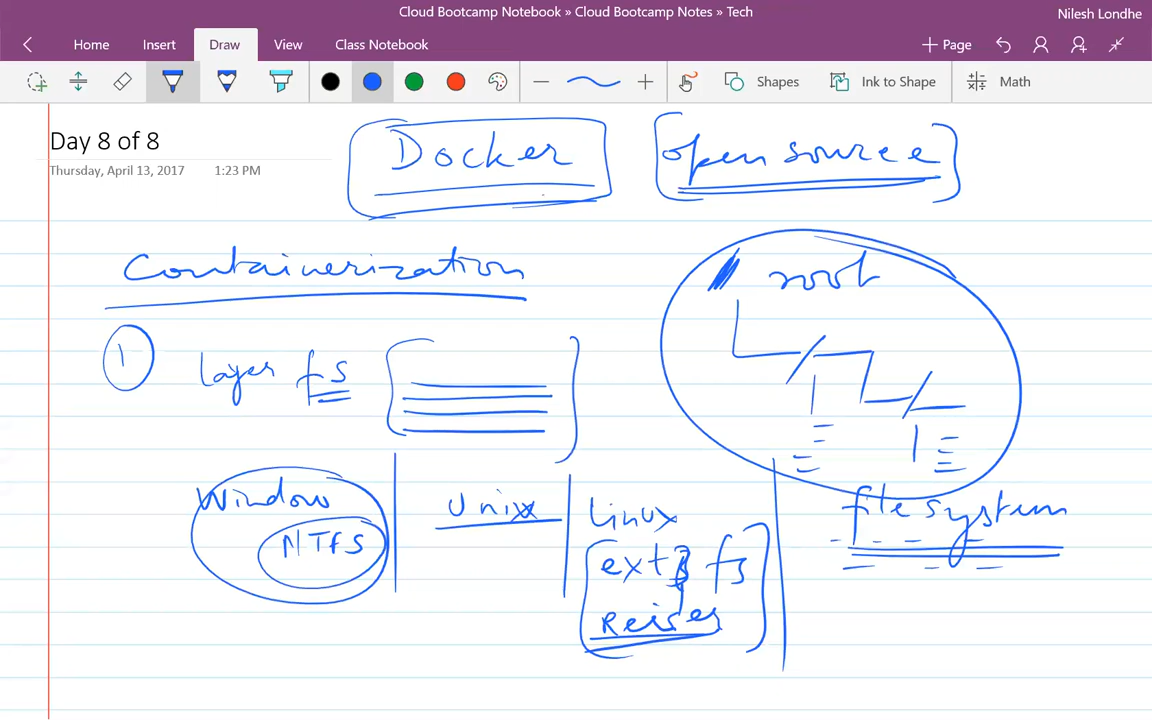 Cloud Bootcamp Notebook » Cloud Bootcamp Notes » Tech
Nilesh Londhe
Home Insert Draw View Class Notebook
Page
Shapes Ink to Shape Math
Day 8 of 8
Thursday, April 13, 2017 1:23 PM
Docker open source
Containerization
root
1 layer fs
Window Unix Linux filesystem
NTFS ext3 fs
Reiser